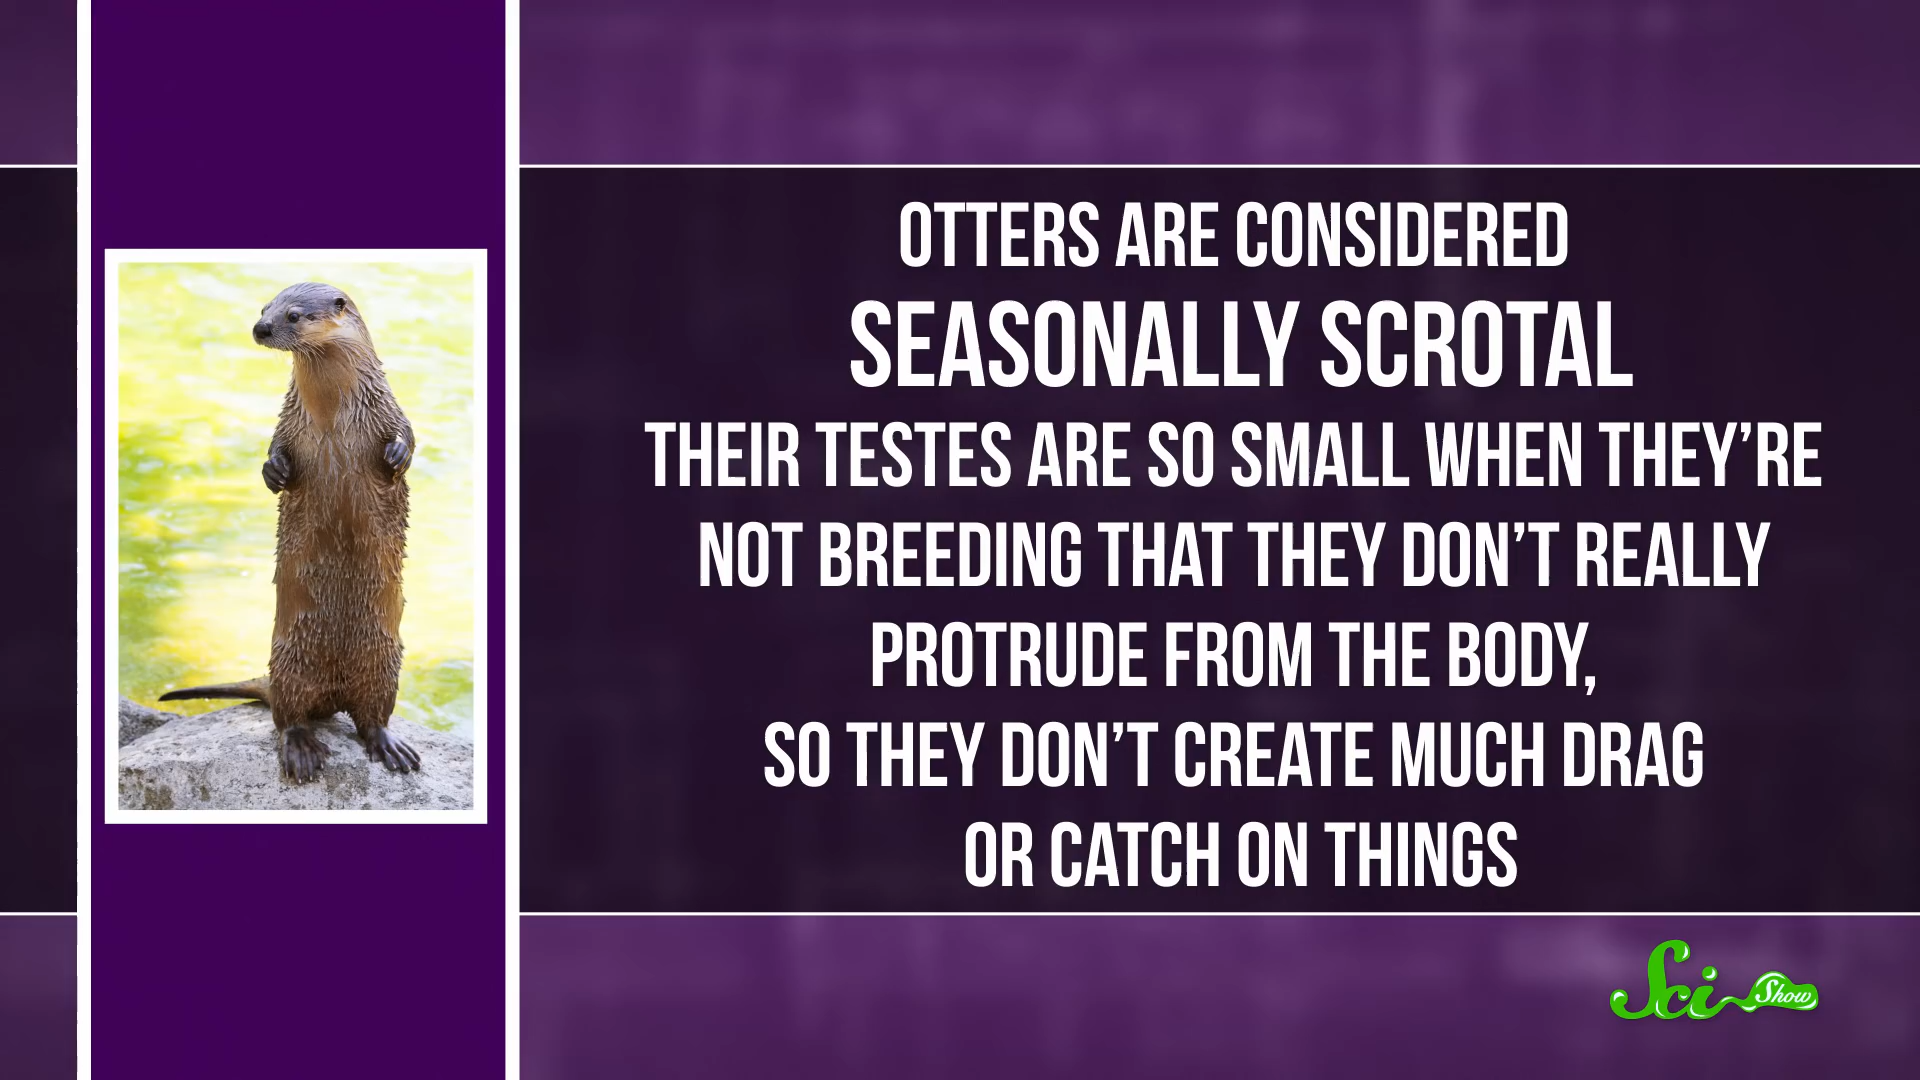 OTTERS ARE CONSIDERED
SEASONALLY SCROTAL
THEIR TESTES ARE SO SMALL WHEN THEY’RE
NOT BREEDING THAT THEY DON’T REALLY
PROTRUDE FROM THE BODY,
SO THEY DON’T CREATE MUCH DRAG
OR CATCH ON THINGS
Sci Show